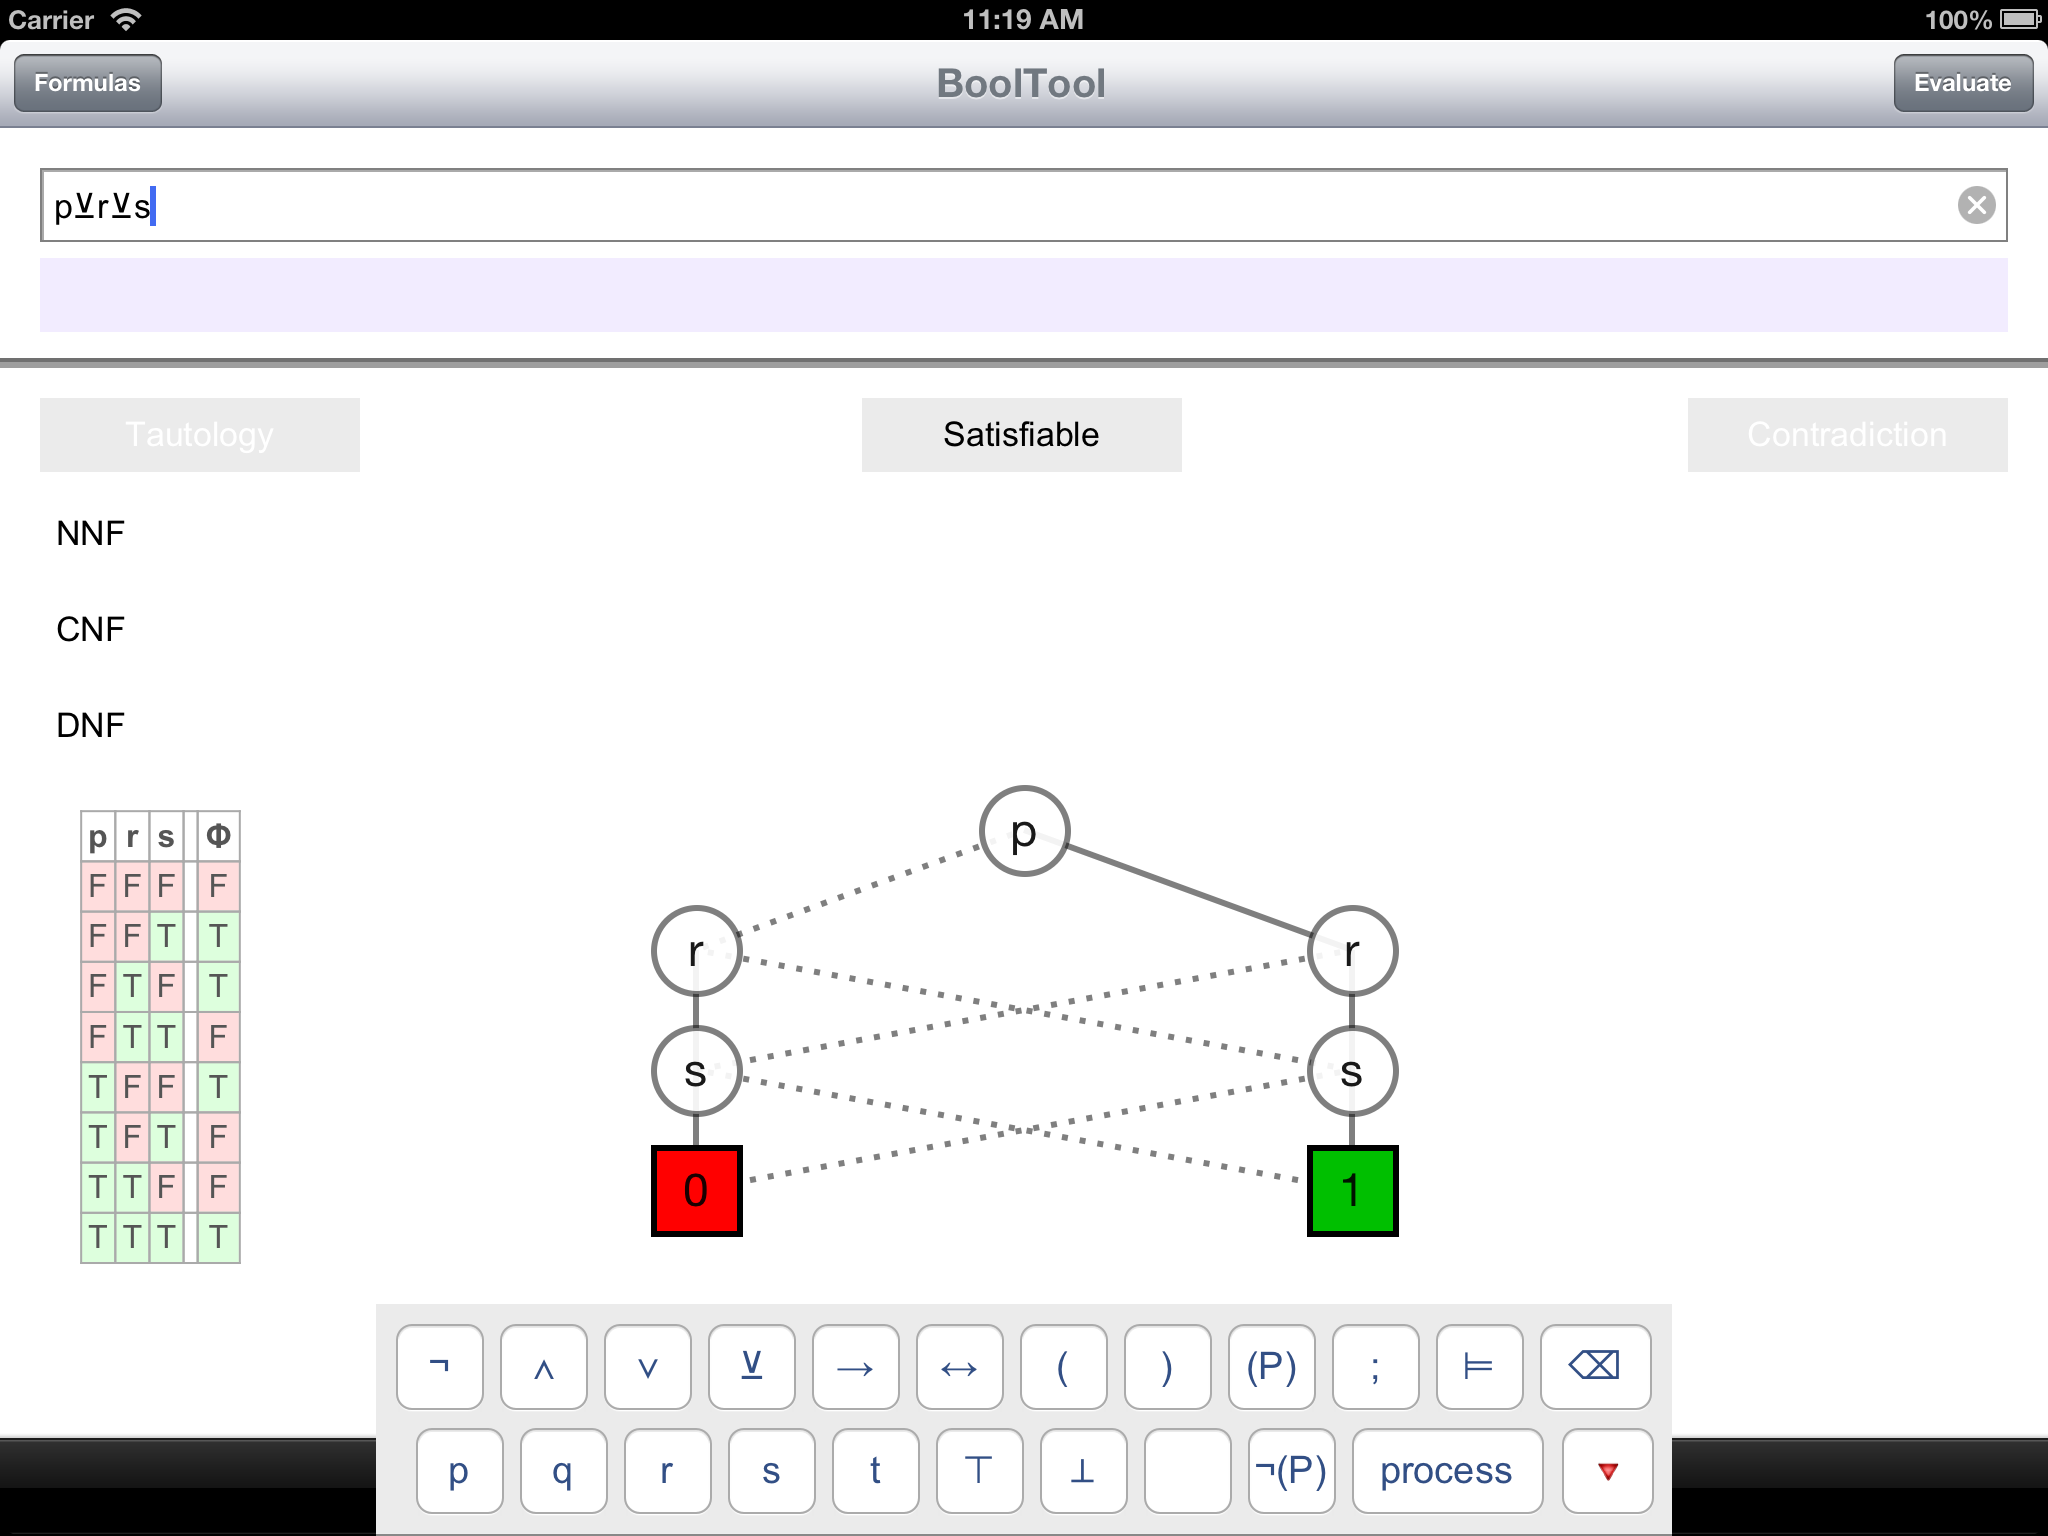 Carrier 11:19 AM 100%
Formulas BoolTool Evaluate
p⊻r⊻s
Tautology Satisfiable Contradiction
NNF
CNF
DNF
p r s Φ
F F F F
F F T T
F T F T
F T T F
T F F T
T F T F
T T F F
T T T T
p
r r
s s
0 1
¬ ∧ ∨ ⊻ → ↔ ( ) (P) ; ⊨ ⌫
p q r s t ⊤ ⊥ ¬(P) process